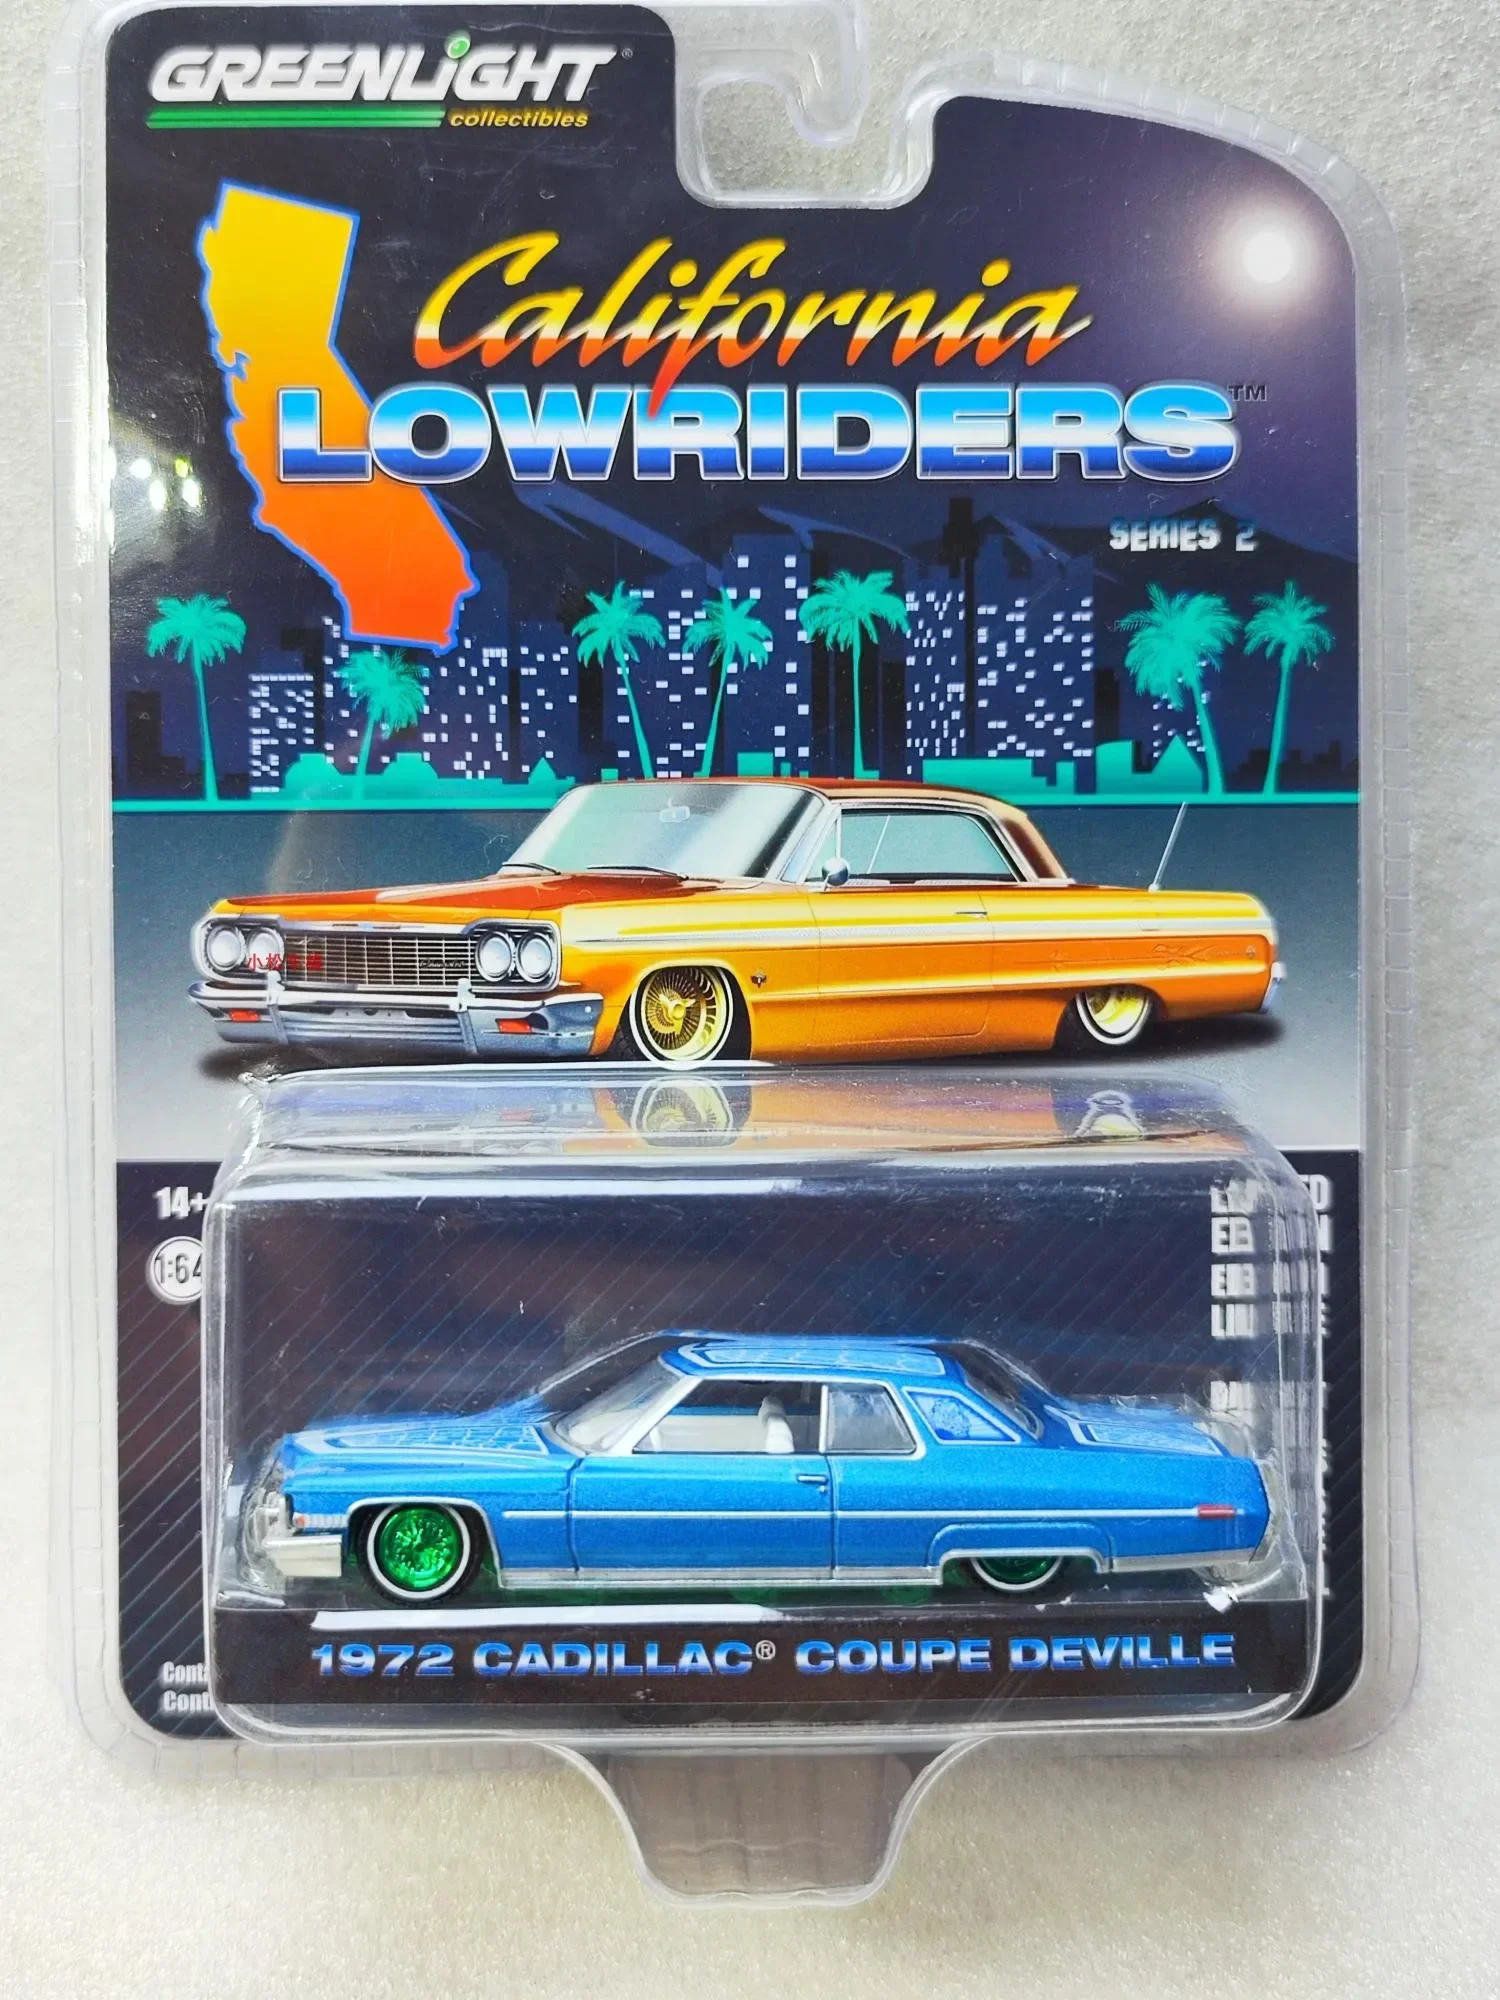 GREENLiGHT®
collectibles
California
LOWRIDERS™
SERIES 2
14+
1:64
1972 CADILLAC® COUPE DEVILLE